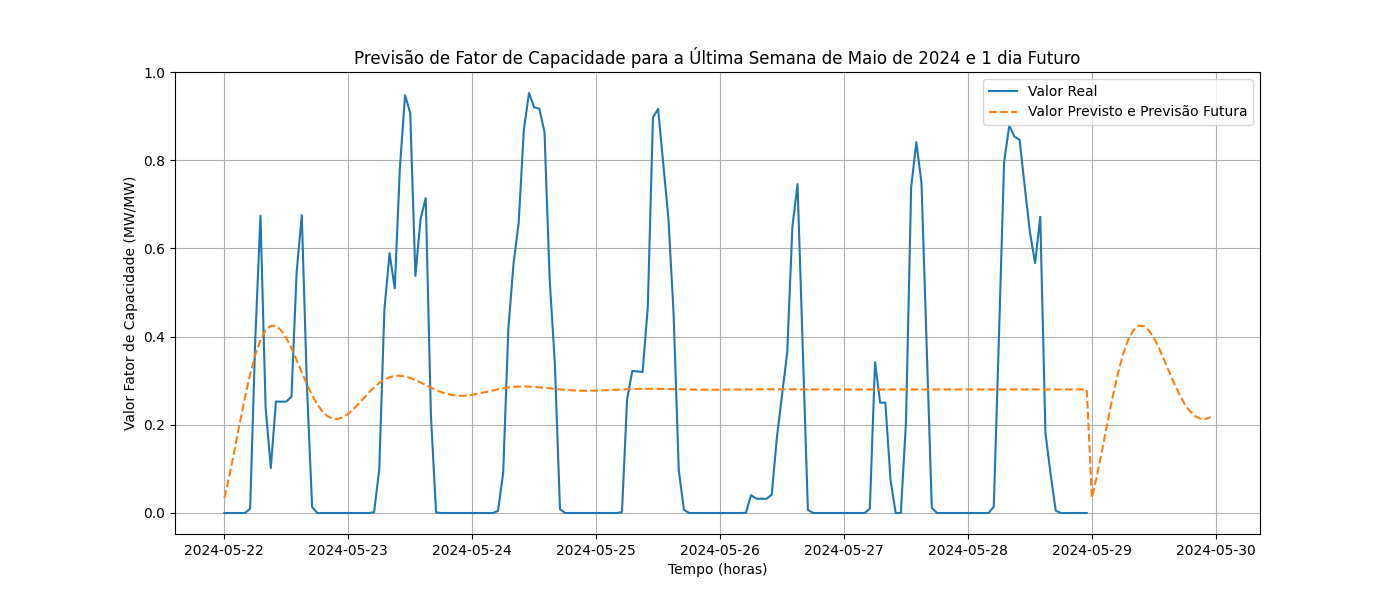 Previsão de Fator de Capacidade para a Última Semana de Maio de 2024 e 1 dia Futuro
Valor Real
Valor Previsto e Previsão Futura
Valor Fator de Capacidade (MW/MW)
1.0
0.8
0.6
0.4
0.2
0.0
2024-05-22 2024-05-23 2024-05-24 2024-05-25 2024-05-26 2024-05-27 2024-05-28 2024-05-29 2024-05-30
Tempo (horas)